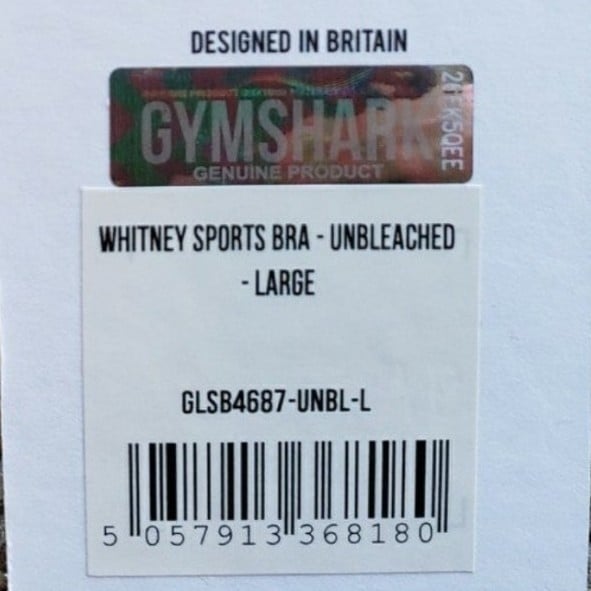 DESIGNED IN BRITAIN
GYMSHARK
GENUINE PRODUCT
WHITNEY SPORTS BRA - UNBLEACHED
- LARGE
GLSB4687-UNBL-L
5 057913 368180